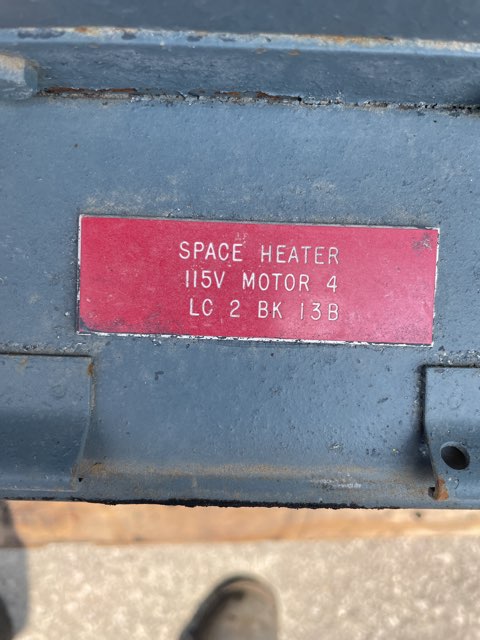 SPACE HEATER
115V MOTOR 4
LC 2 BK 13B